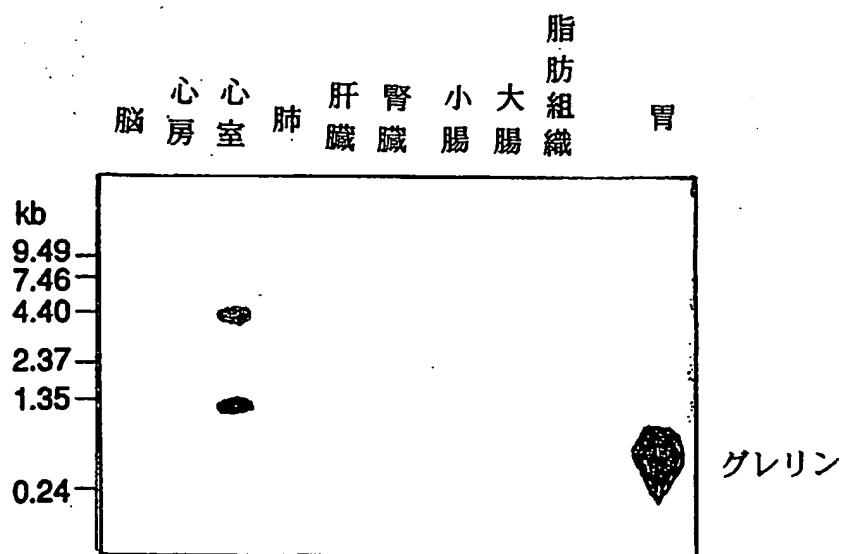 脳
心房
心室
肺
肝臓
腎臓
小腸
大腸
脂肪組織
胃
kb
9.49
7.46
4.40
2.37
1.35
0.24
グレリン